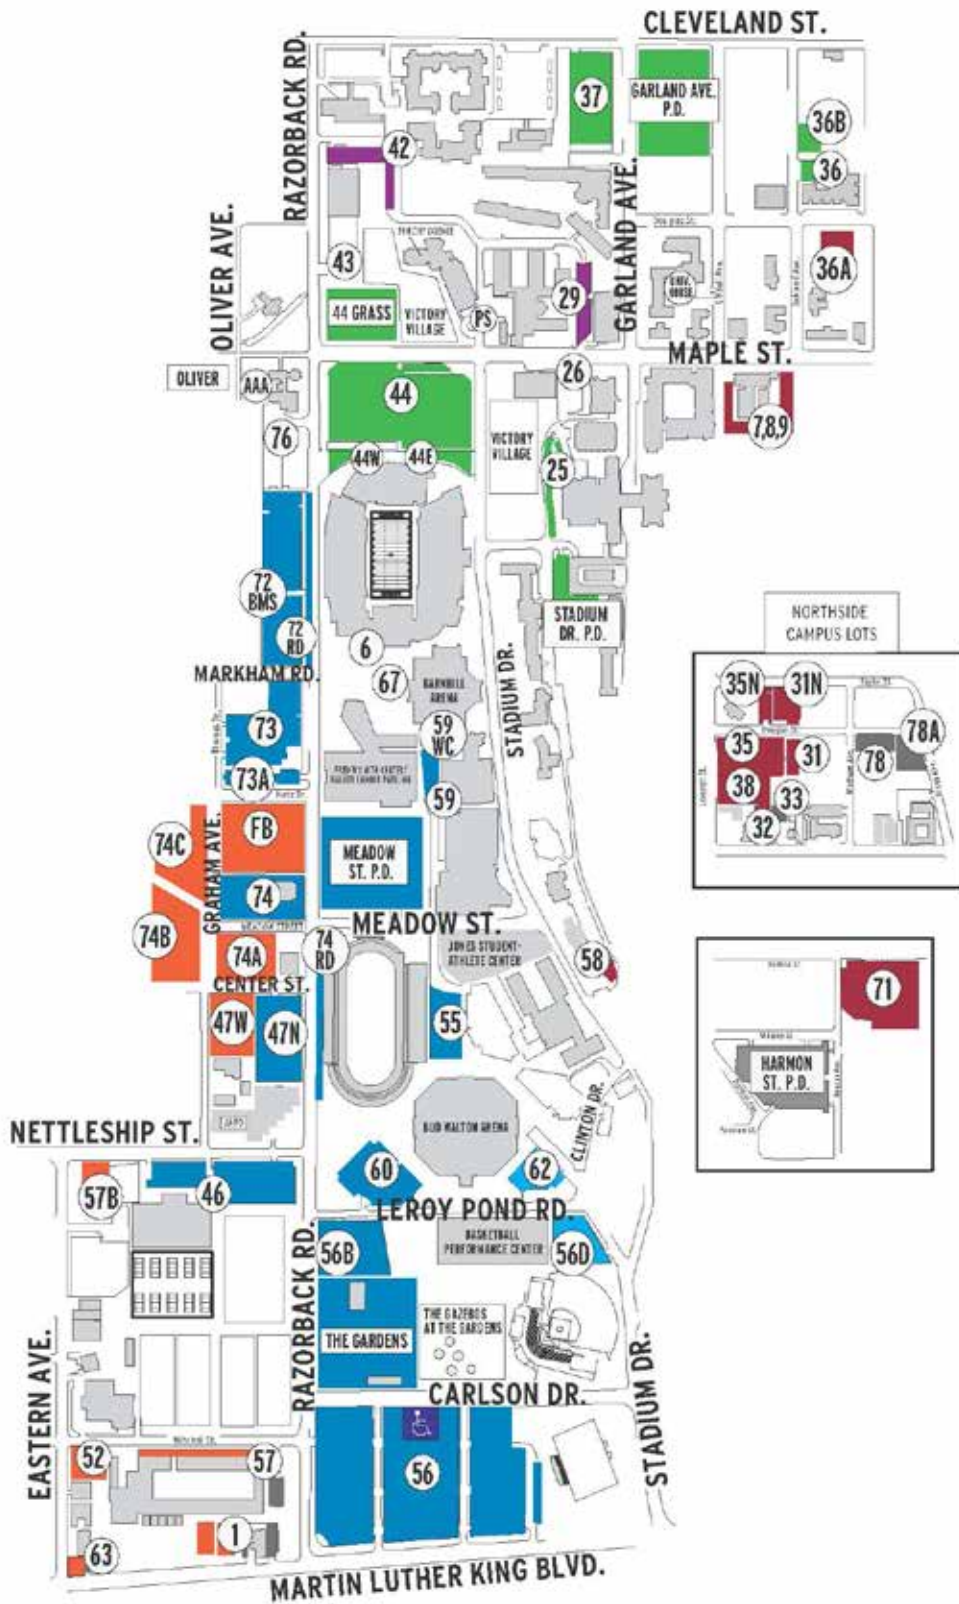 CLEVELAND ST.
RAZORBACK RD.
37
GARLAND AVE.
P.D.
36B
36
42
GARLAND AVE.
OLIVER AVE.
43
36A
UNIV.
HOUSE
29
44 GRASS
VICTORY
VILLAGE
PS
MAPLE ST.
OLIVER
AAA
26
44
7,8,9
76
VICTORY
VILLAGE
44W
44E
25
72
BMS
72
RD
STADIUM
DR. P.D.
NORTHSIDE
CAMPUS LOTS
6
MARKHAM RD.
67
BARNHILL
ARENA
STADIUM DR.
35N
31N
59
WC
73
78A
35
31
78
73A
59
38
33
32
GRAHAM AVE.
FB
74C
MEADOW
ST. P.D.
74
MEADOW STREET
MEADOW ST.
74B
74A
74
RD
JONES STUDENT-
ATHLETE CENTER
58
CENTER ST.
71
47W
47N
55
HARMON
ST. P.D.
BUD WALTON ARENA
CLINTON DR.
NETTLESHIP ST.
57B
46
60
62
LEROY POND RD.
RAZORBACK RD.
56B
BASKETBALL
PERFORMANCE CENTER
56D
THE GARDENS
THE GAZEBOS
AT THE GARDENS
EASTERN AVE.
CARLSON DR.
STADIUM DR.
52
57
56
1
63
MARTIN LUTHER KING BLVD.